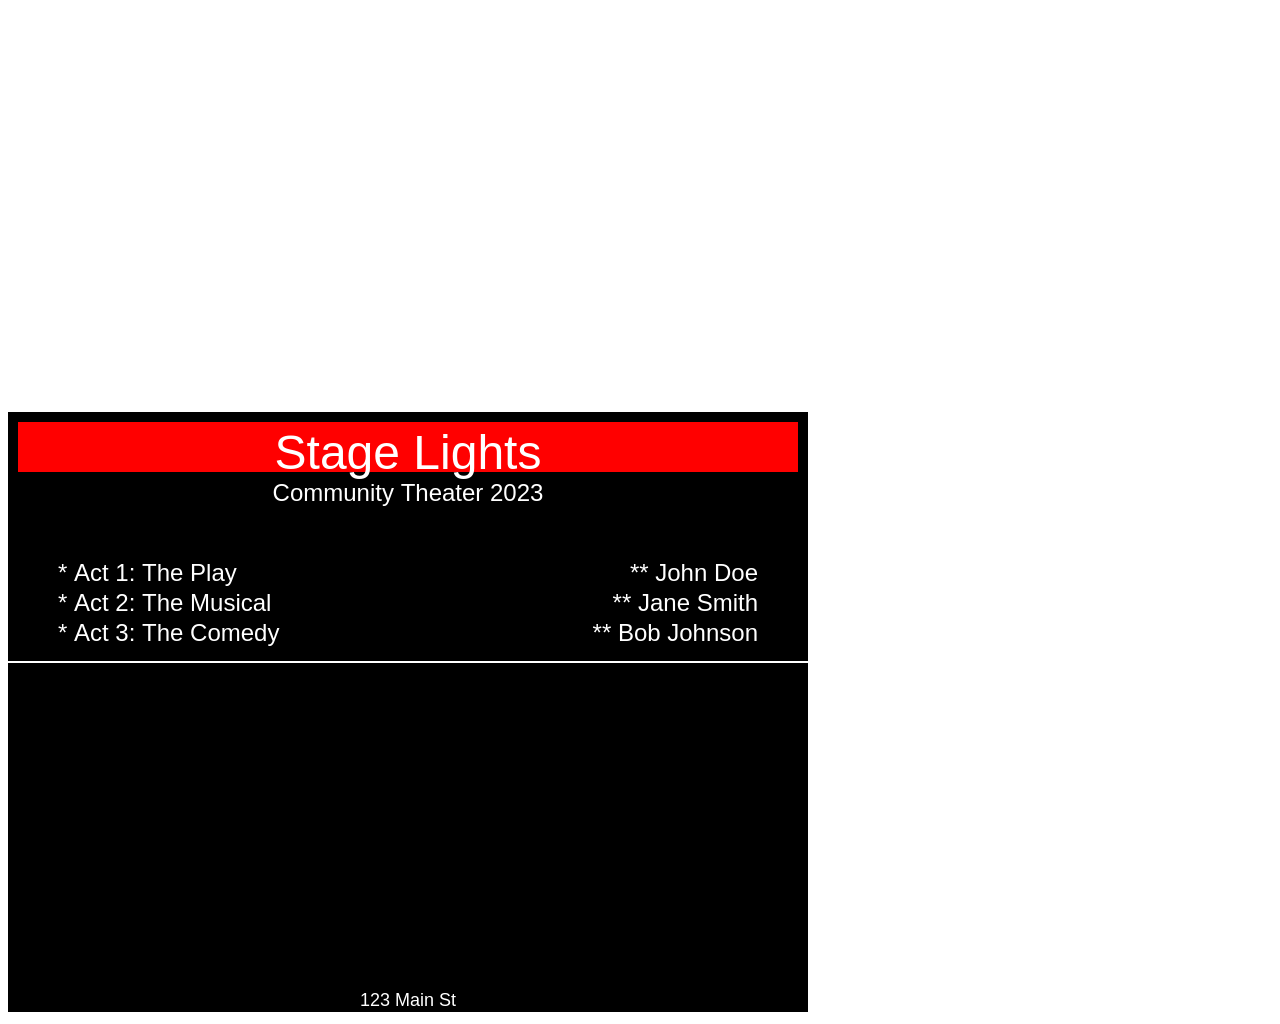 Stage Lights
Community Theater 2023
* Act 1: The Play
** John Doe
* Act 2: The Musical
** Jane Smith
* Act 3: The Comedy
** Bob Johnson
123 Main St